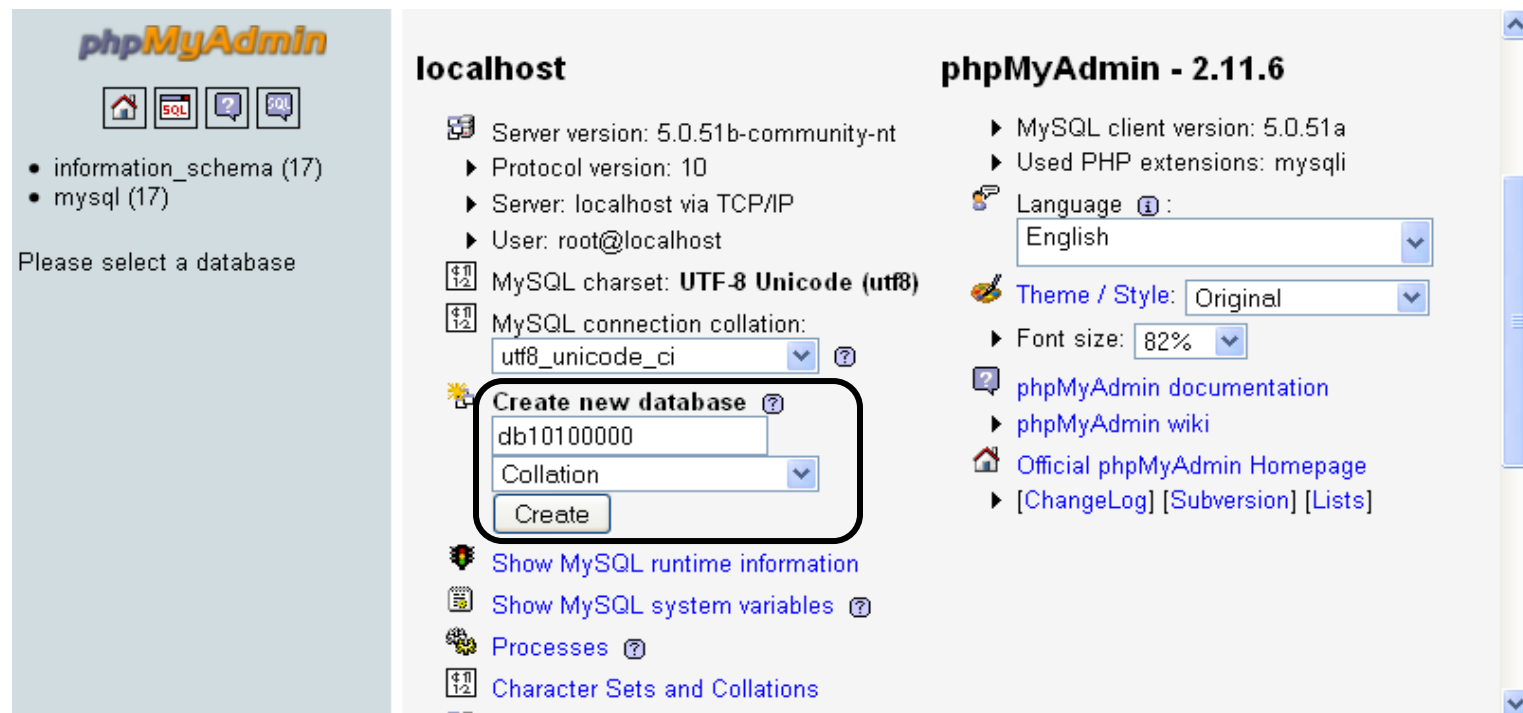 phpMyAdmin
SQL
SQL
information_schema (17)
mysql (17)
Please select a database
localhost
Server version: 5.0.51b-community-nt
Protocol version: 10
Server: localhost via TCP/IP
User: root@localhost
MySQL charset: UTF-8 Unicode (utf8)
MySQL connection collation:
utf8_unicode_ci
Create new database
db10100000
Collation
Create
Show MySQL runtime information
Show MySQL system variables
Processes
Character Sets and Collations
phpMyAdmin - 2.11.6
MySQL client version: 5.0.51a
Used PHP extensions: mysqli
Language :
English
Theme / Style: Original
Font size: 82%
phpMyAdmin documentation
phpMyAdmin wiki
Official phpMyAdmin Homepage
[ChangeLog] [Subversion] [Lists]